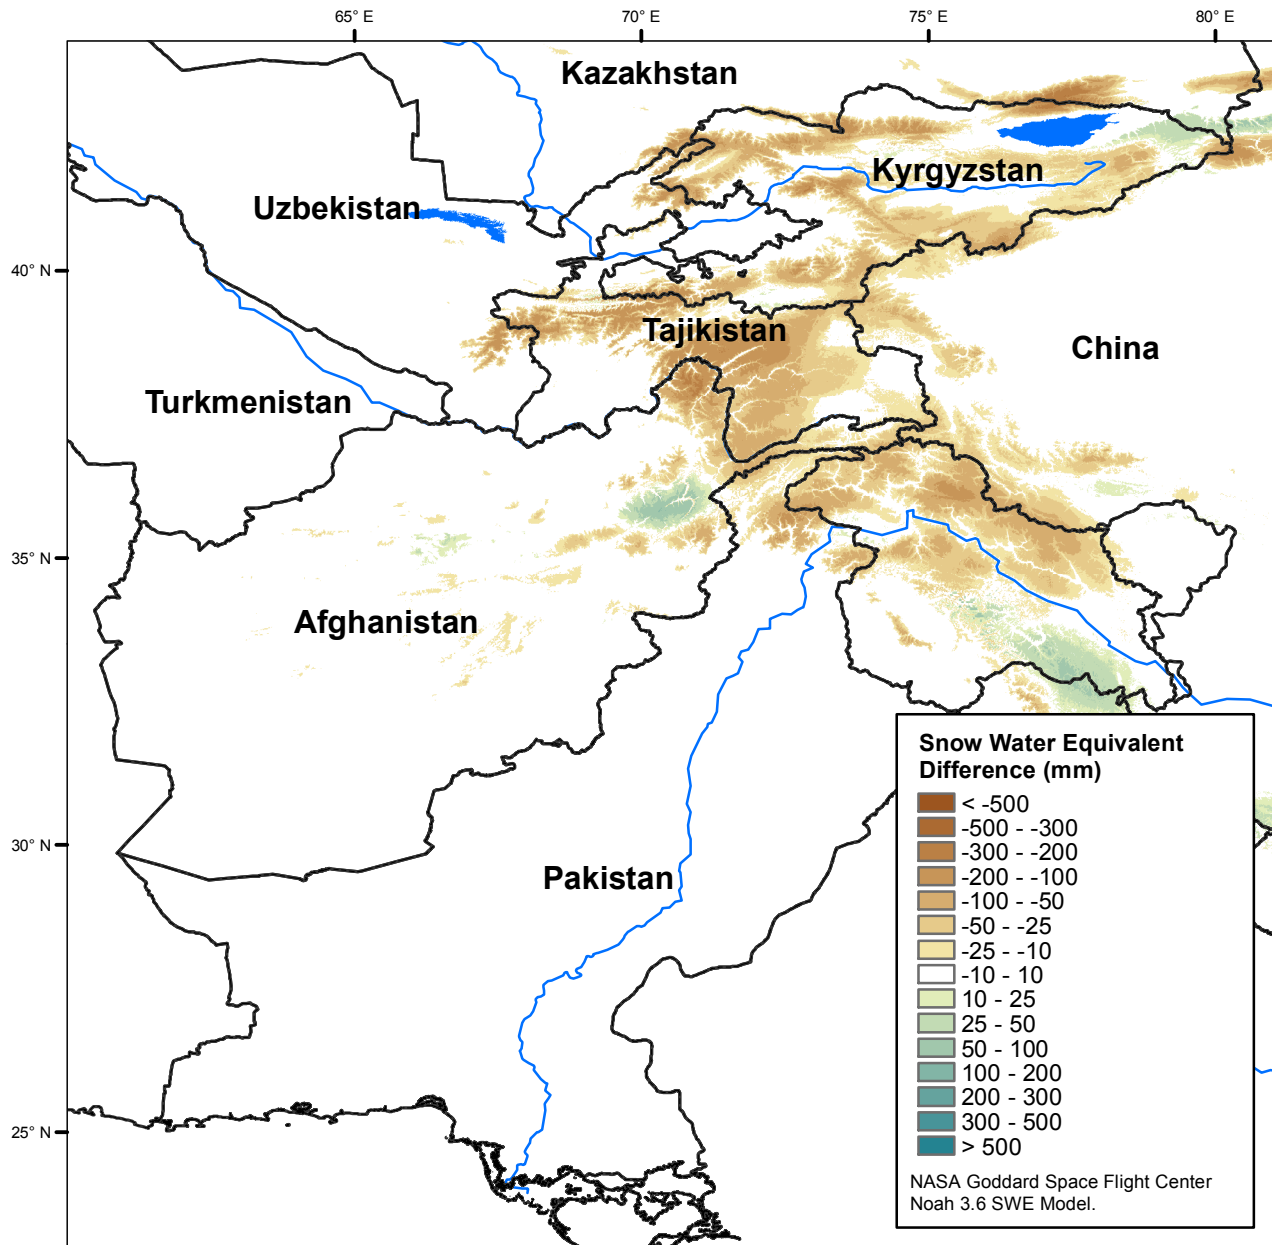 65° E
70° E
75° E
80° E
Kazakhstan
Kyrgyzstan
Uzbekistan
40° N
Tajikistan
China
Turkmenistan
35° N
Afghanistan
Snow Water Equivalent
Difference (mm)
< -500
-500 - -300
-300 - -200
-200 - -100
-100 - -50
-50 - -25
-25 - -10
-10 - 10
10 - 25
25 - 50
50 - 100
100 - 200
200 - 300
300 - 500
> 500
30° N
Pakistan
25° N
NASA Goddard Space Flight Center
Noah 3.6 SWE Model.